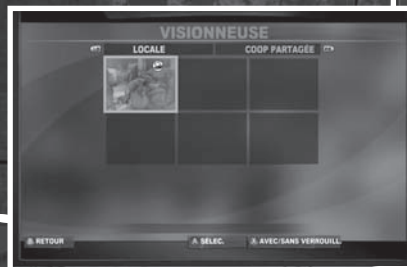 VISIONNEUSE
LOCALE COOP PARTAGÉE
RETOUR SÉLEC. AVEC/SANS VERROUILL.